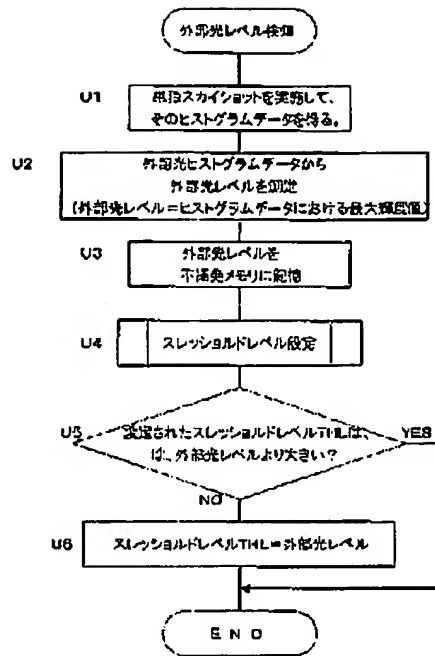 外部光レベル検知
U1
スカイショットを実施して、
そのヒストグラムデータを得る。
U2
外部光ヒストグラムデータから
外部光レベルを測定
(外部光レベル=ヒストグラムデータにおける最大輝度値)
U3
外部光レベルを
不揮発メモリに記憶
U4
スレッショルドレベル設定
U5
設定されたスレッショルドレベルTHLは、
は、外部光レベルより大きい?
YES
NO
U6
スレッショルドレベルTHL=外部光レベル
END